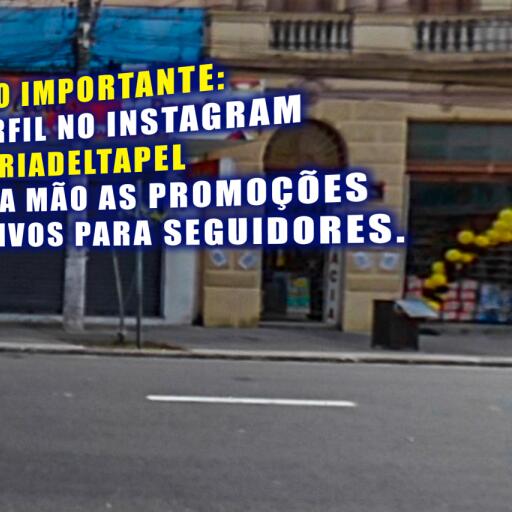 O IMPORTANTE:
RFIL NO INSTAGRAM
RIADELTAPEL
A MÃO AS PROMOÇÕES
IVOS PARA SEGUIDORES.